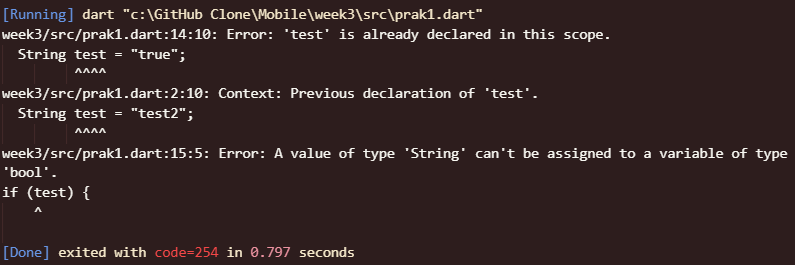 [Running] dart "c:\GitHub Clone\Mobile\week3\src\prak1.dart"
week3/src/prak1.dart:14:10: Error: 'test' is already declared in this scope.
  String test = "true";
         ^^^^
week3/src/prak1.dart:2:10: Context: Previous declaration of 'test'.
  String test = "test2";
         ^^^^
week3/src/prak1.dart:15:5: Error: A value of type 'String' can't be assigned to a variable of type
'bool'.
if (test) {
    ^
[Done] exited with code=254 in 0.797 seconds